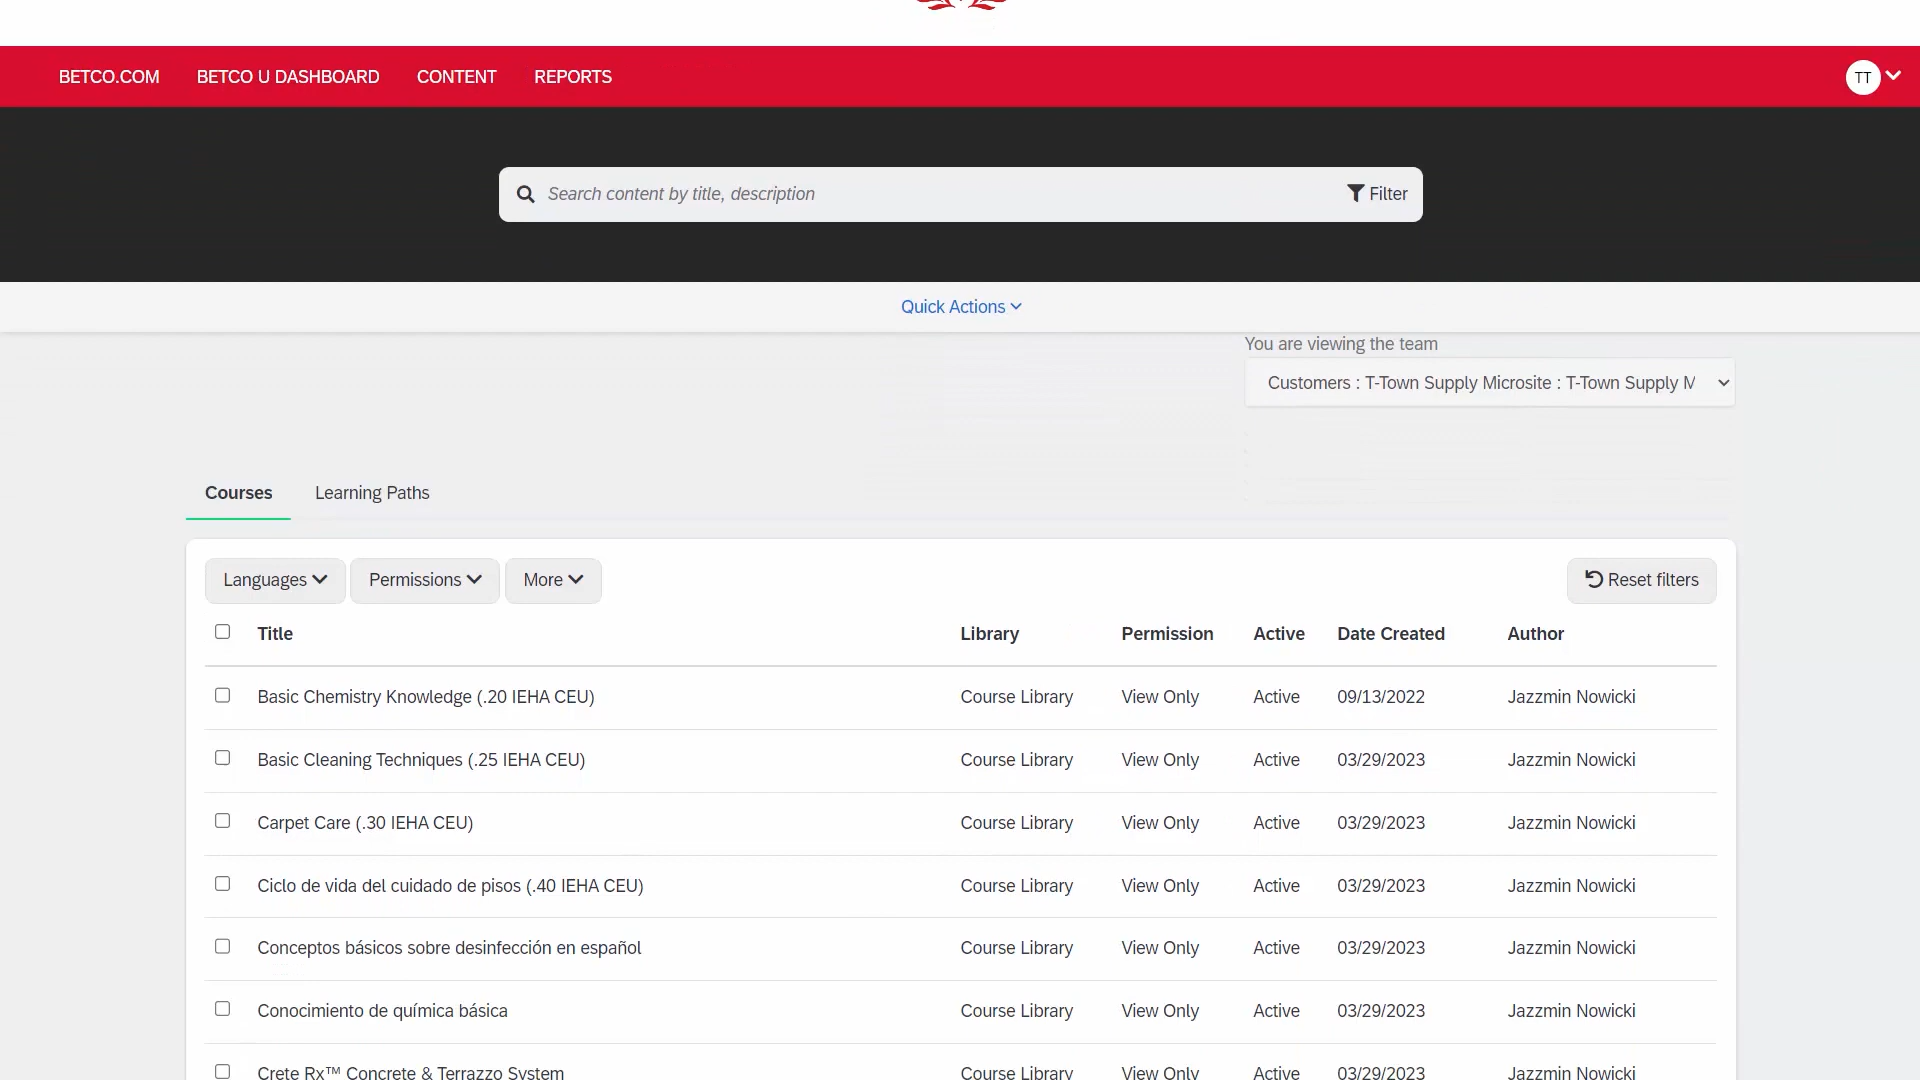 BETCO.COM BETCO U DASHBOARD CONTENT REPORTS TT
Search content by title, description Filter
Quick Actions
You are viewing the team
Customers : T-Town Supply Microsite : T-Town Supply M
Courses Learning Paths
Languages Permissions More Reset filters
Title Library Permission Active Date Created Author
Basic Chemistry Knowledge (.20 IEHA CEU) Course Library View Only Active 09/13/2022 Jazzmin Nowicki
Basic Cleaning Techniques (.25 IEHA CEU) Course Library View Only Active 03/29/2023 Jazzmin Nowicki
Carpet Care (.30 IEHA CEU) Course Library View Only Active 03/29/2023 Jazzmin Nowicki
Ciclo de vida del cuidado de pisos (.40 IEHA CEU) Course Library View Only Active 03/29/2023 Jazzmin Nowicki
Conceptos básicos sobre desinfección en español Course Library View Only Active 03/29/2023 Jazzmin Nowicki
Conocimiento de química básica Course Library View Only Active 03/29/2023 Jazzmin Nowicki
Crete Rx™ Concrete & Terrazzo System Course Library View Only Active 03/29/2023 Jazzmin Nowicki